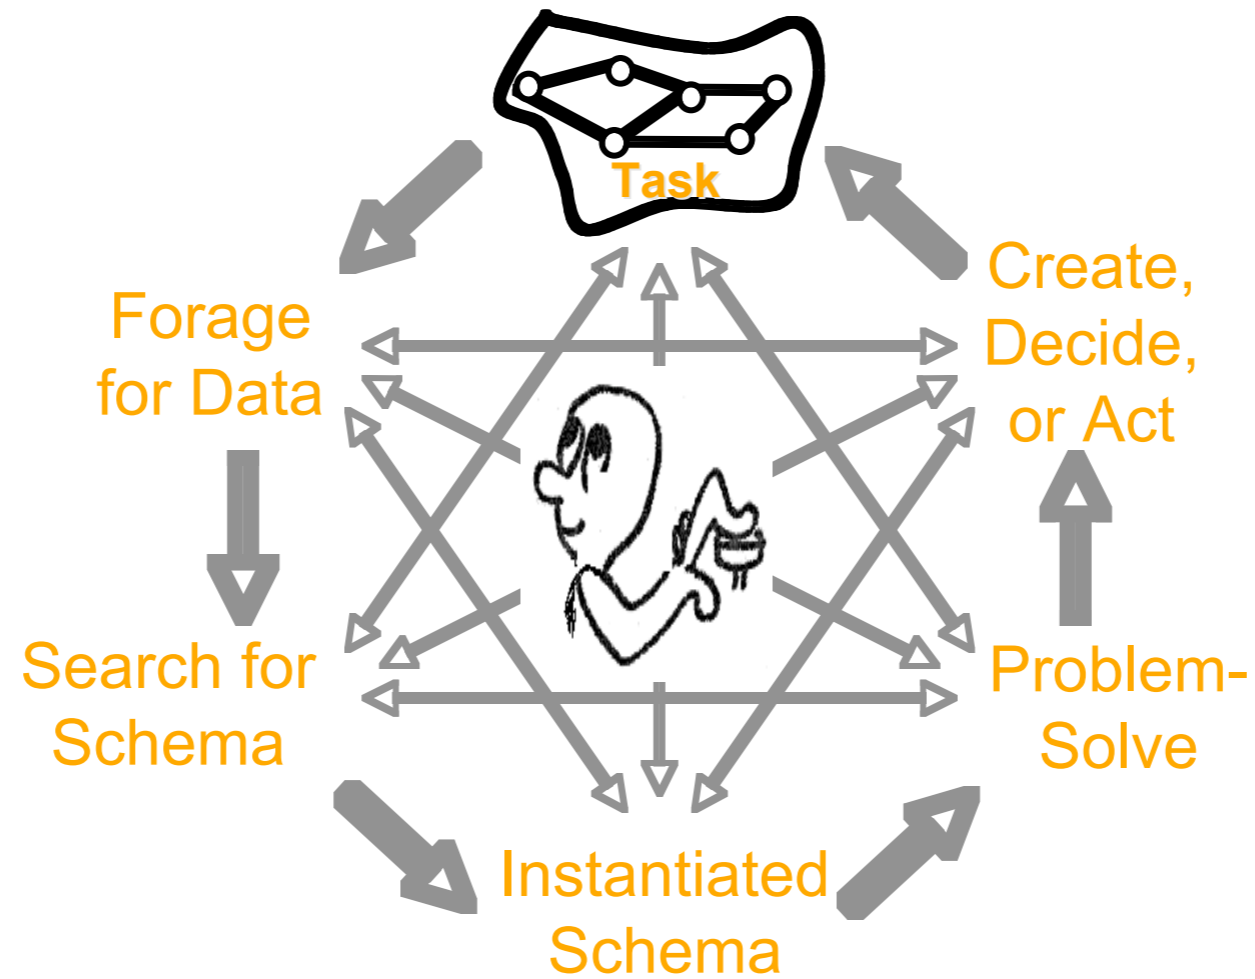 Task
Forage
for Data
Create,
Decide,
or Act
Search for
Schema
Problem-
Solve
Instantiated
Schema